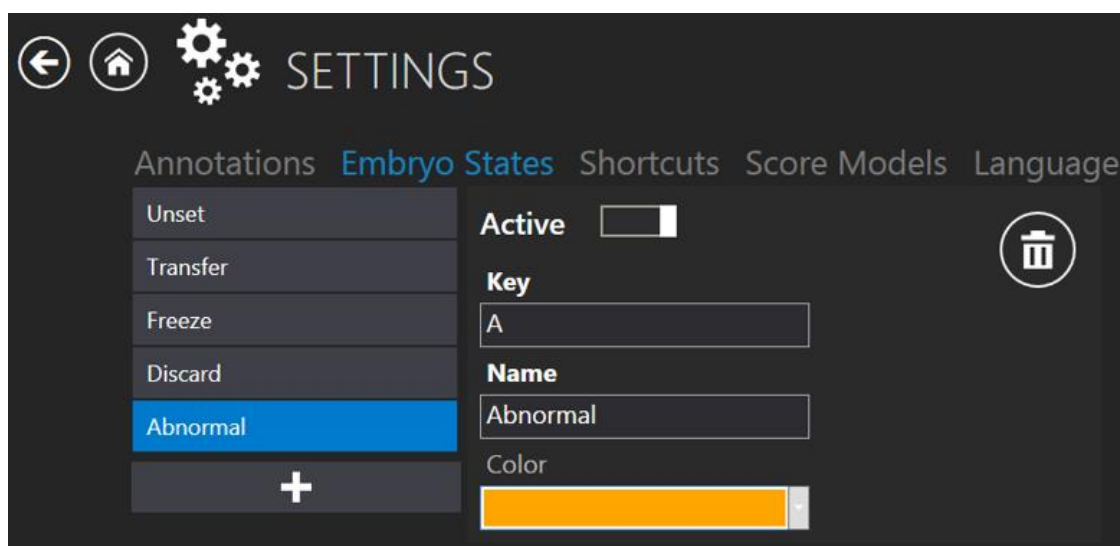 SETTINGS
Annotations Embryo States Shortcuts Score Models Language
Unset
Transfer
Freeze
Discard
Abnormal
Active
Key
A
Name
Abnormal
Color